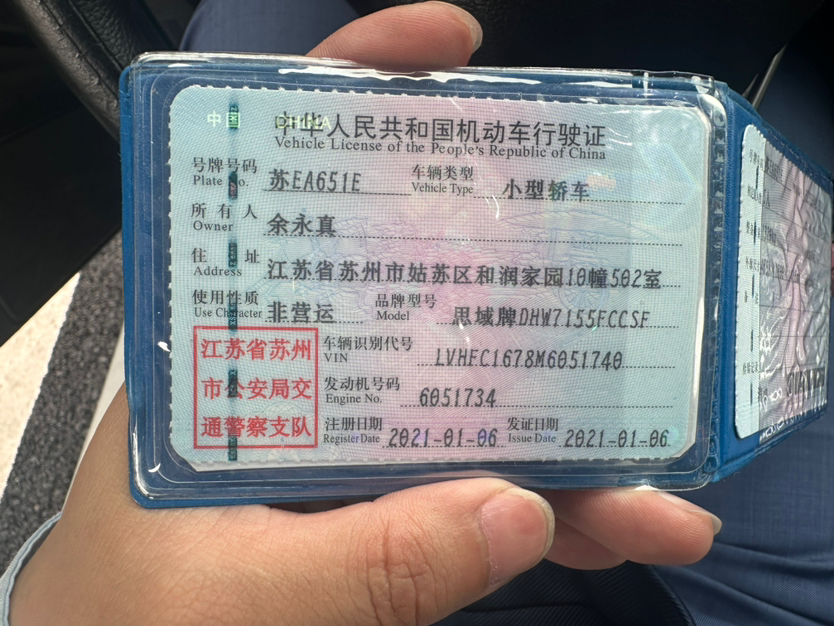 中国 CHINA
中华人民共和国机动车行驶证
Vehicle License of the People's Republic of China
号牌号码 苏EA651E 车辆类型 小型轿车
Plate No. Vehicle Type
所有人 余永真
Owner
住址 江苏省苏州市姑苏区和润家园10幢502室
Address
使用性质 非营运 品牌型号 思域牌DHW7155FCCSF
Use Character Model
江苏省苏州 车辆识别代号 LVHFC1678M6051740
VIN
市公安局交 发动机号码 6051734
Engine No.
通警察支队 注册日期 2021-01-06 发证日期 2021-01-06
Register Date Issue Date